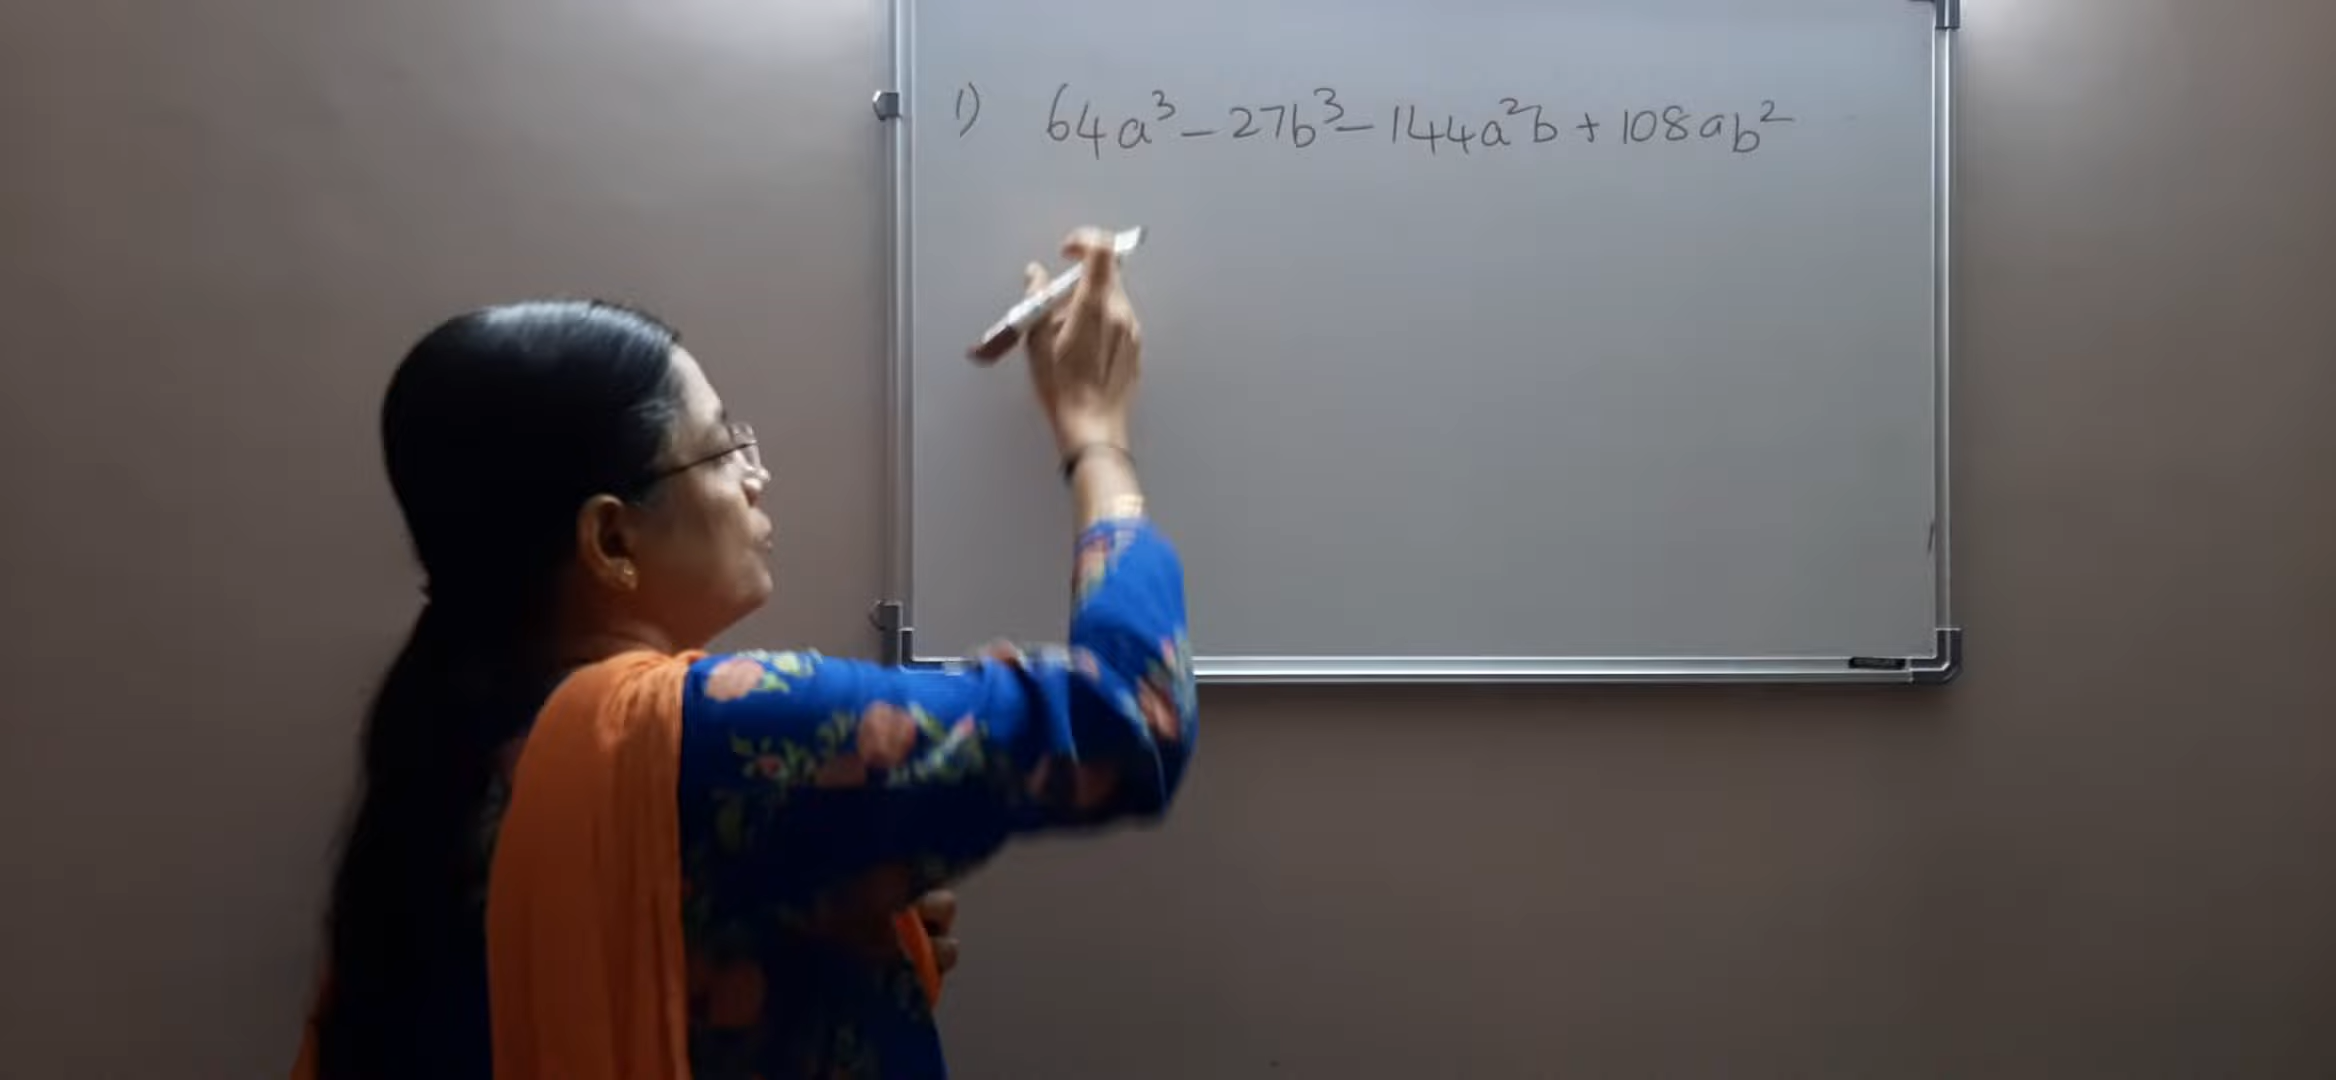 1) 64a³ - 27b³ - 144a²b + 108ab²